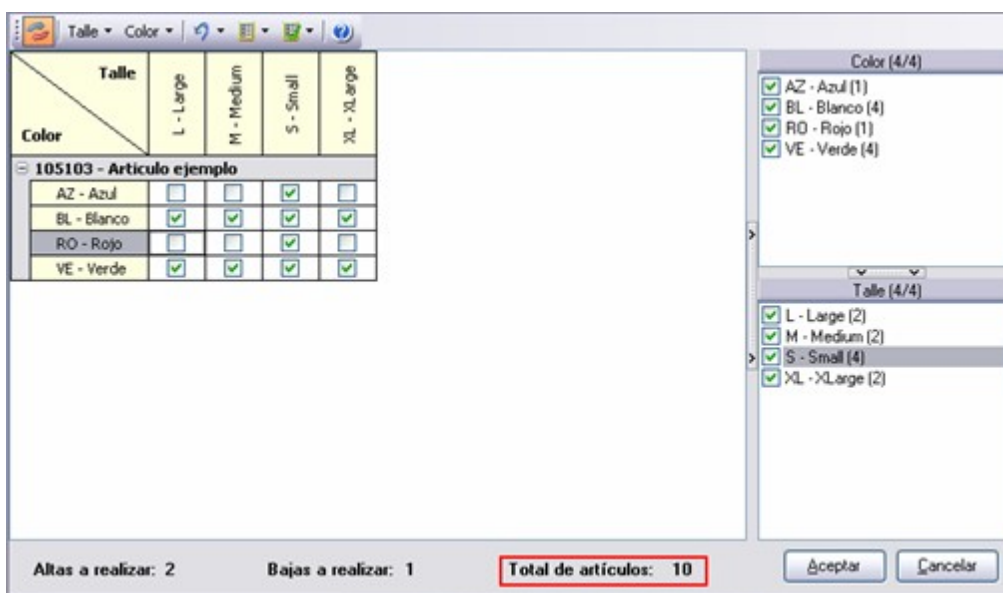 Talle Color
Talle
Color
L - Large
M - Medium
S - Small
XL - XLarge
105103 - Articulo ejemplo
AZ - Azul
BL - Blanco
RO - Rojo
VE - Verde
Color (4/4)
AZ - Azul (1)
BL - Blanco (4)
RO - Rojo (1)
VE - Verde (4)
Talle (4/4)
L - Large (2)
M - Medium (2)
S - Small (4)
XL - XLarge (2)
Altas a realizar: 2 Bajas a realizar: 1 Total de artículos: 10 Aceptar Cancelar